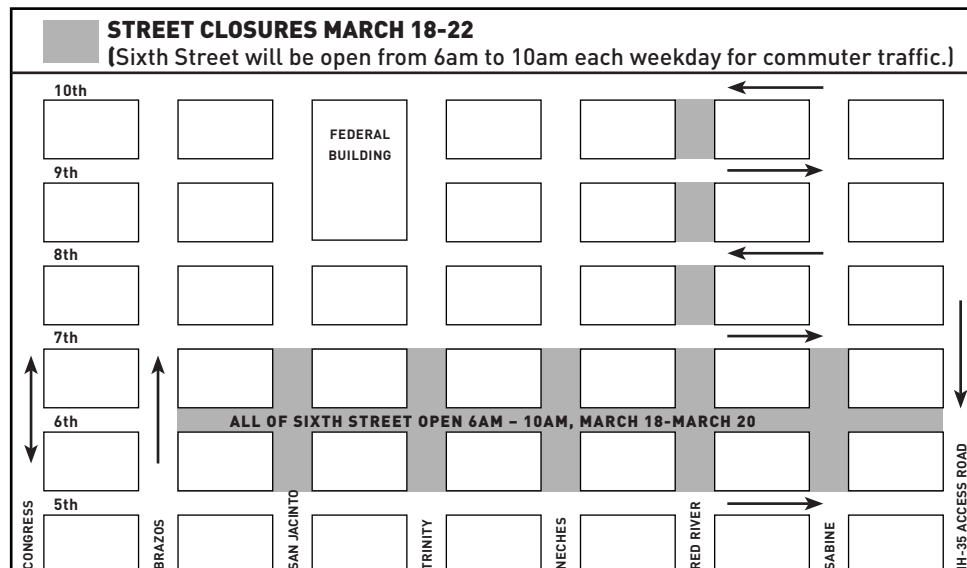 STREET CLOSURES MARCH 18-22
(Sixth Street will be open from 6am to 10am each weekday for commuter traffic.)
10th
FEDERAL
BUILDING
9th
8th
7th
6th
ALL OF SIXTH STREET OPEN 6AM – 10AM, MARCH 18-MARCH 20
5th
CONGRESS
BRAZOS
SAN JACINTO
TRINITY
NECHES
RED RIVER
SABINE
IH-35 ACCESS ROAD